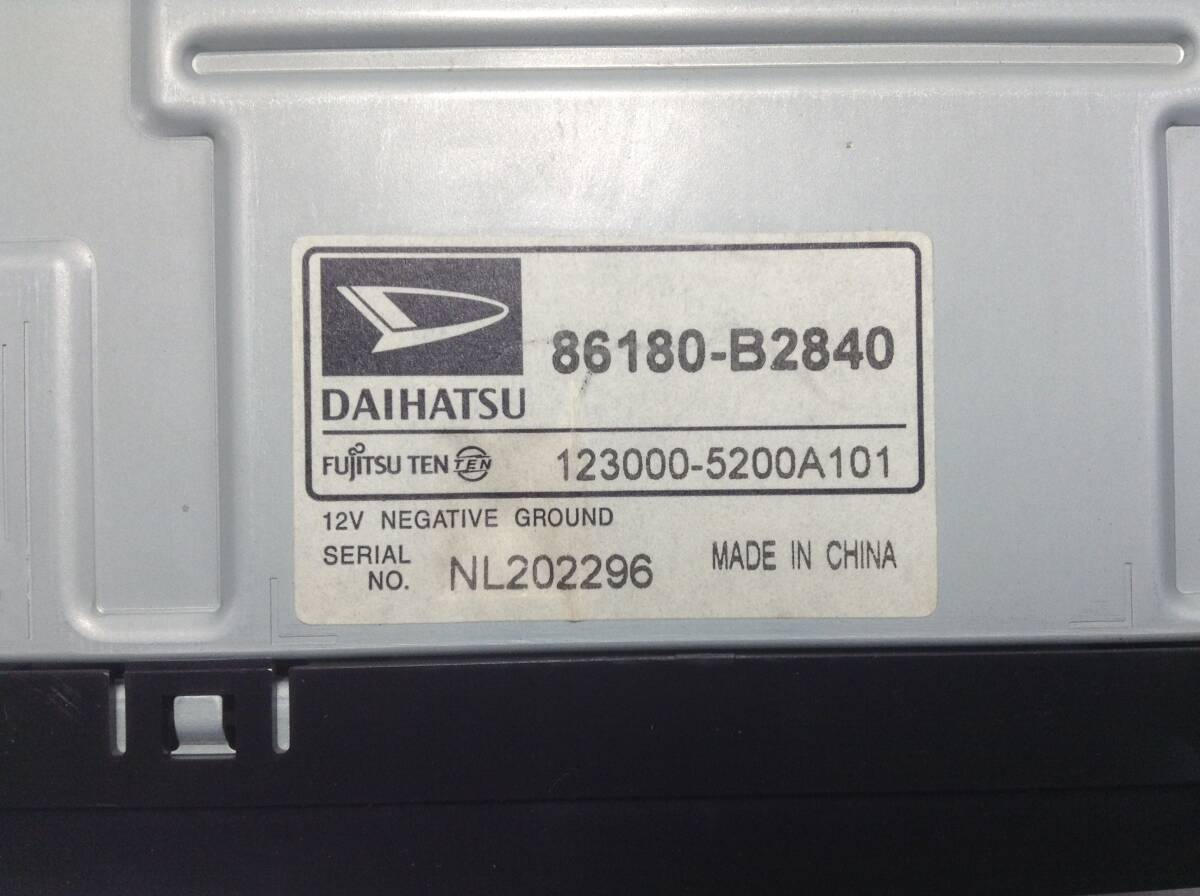 86180-B2840
DAIHATSU
FUJITSU TEN TEN 123000-5200A101
12V NEGATIVE GROUND
SERIAL NO. NL202296
MADE IN CHINA